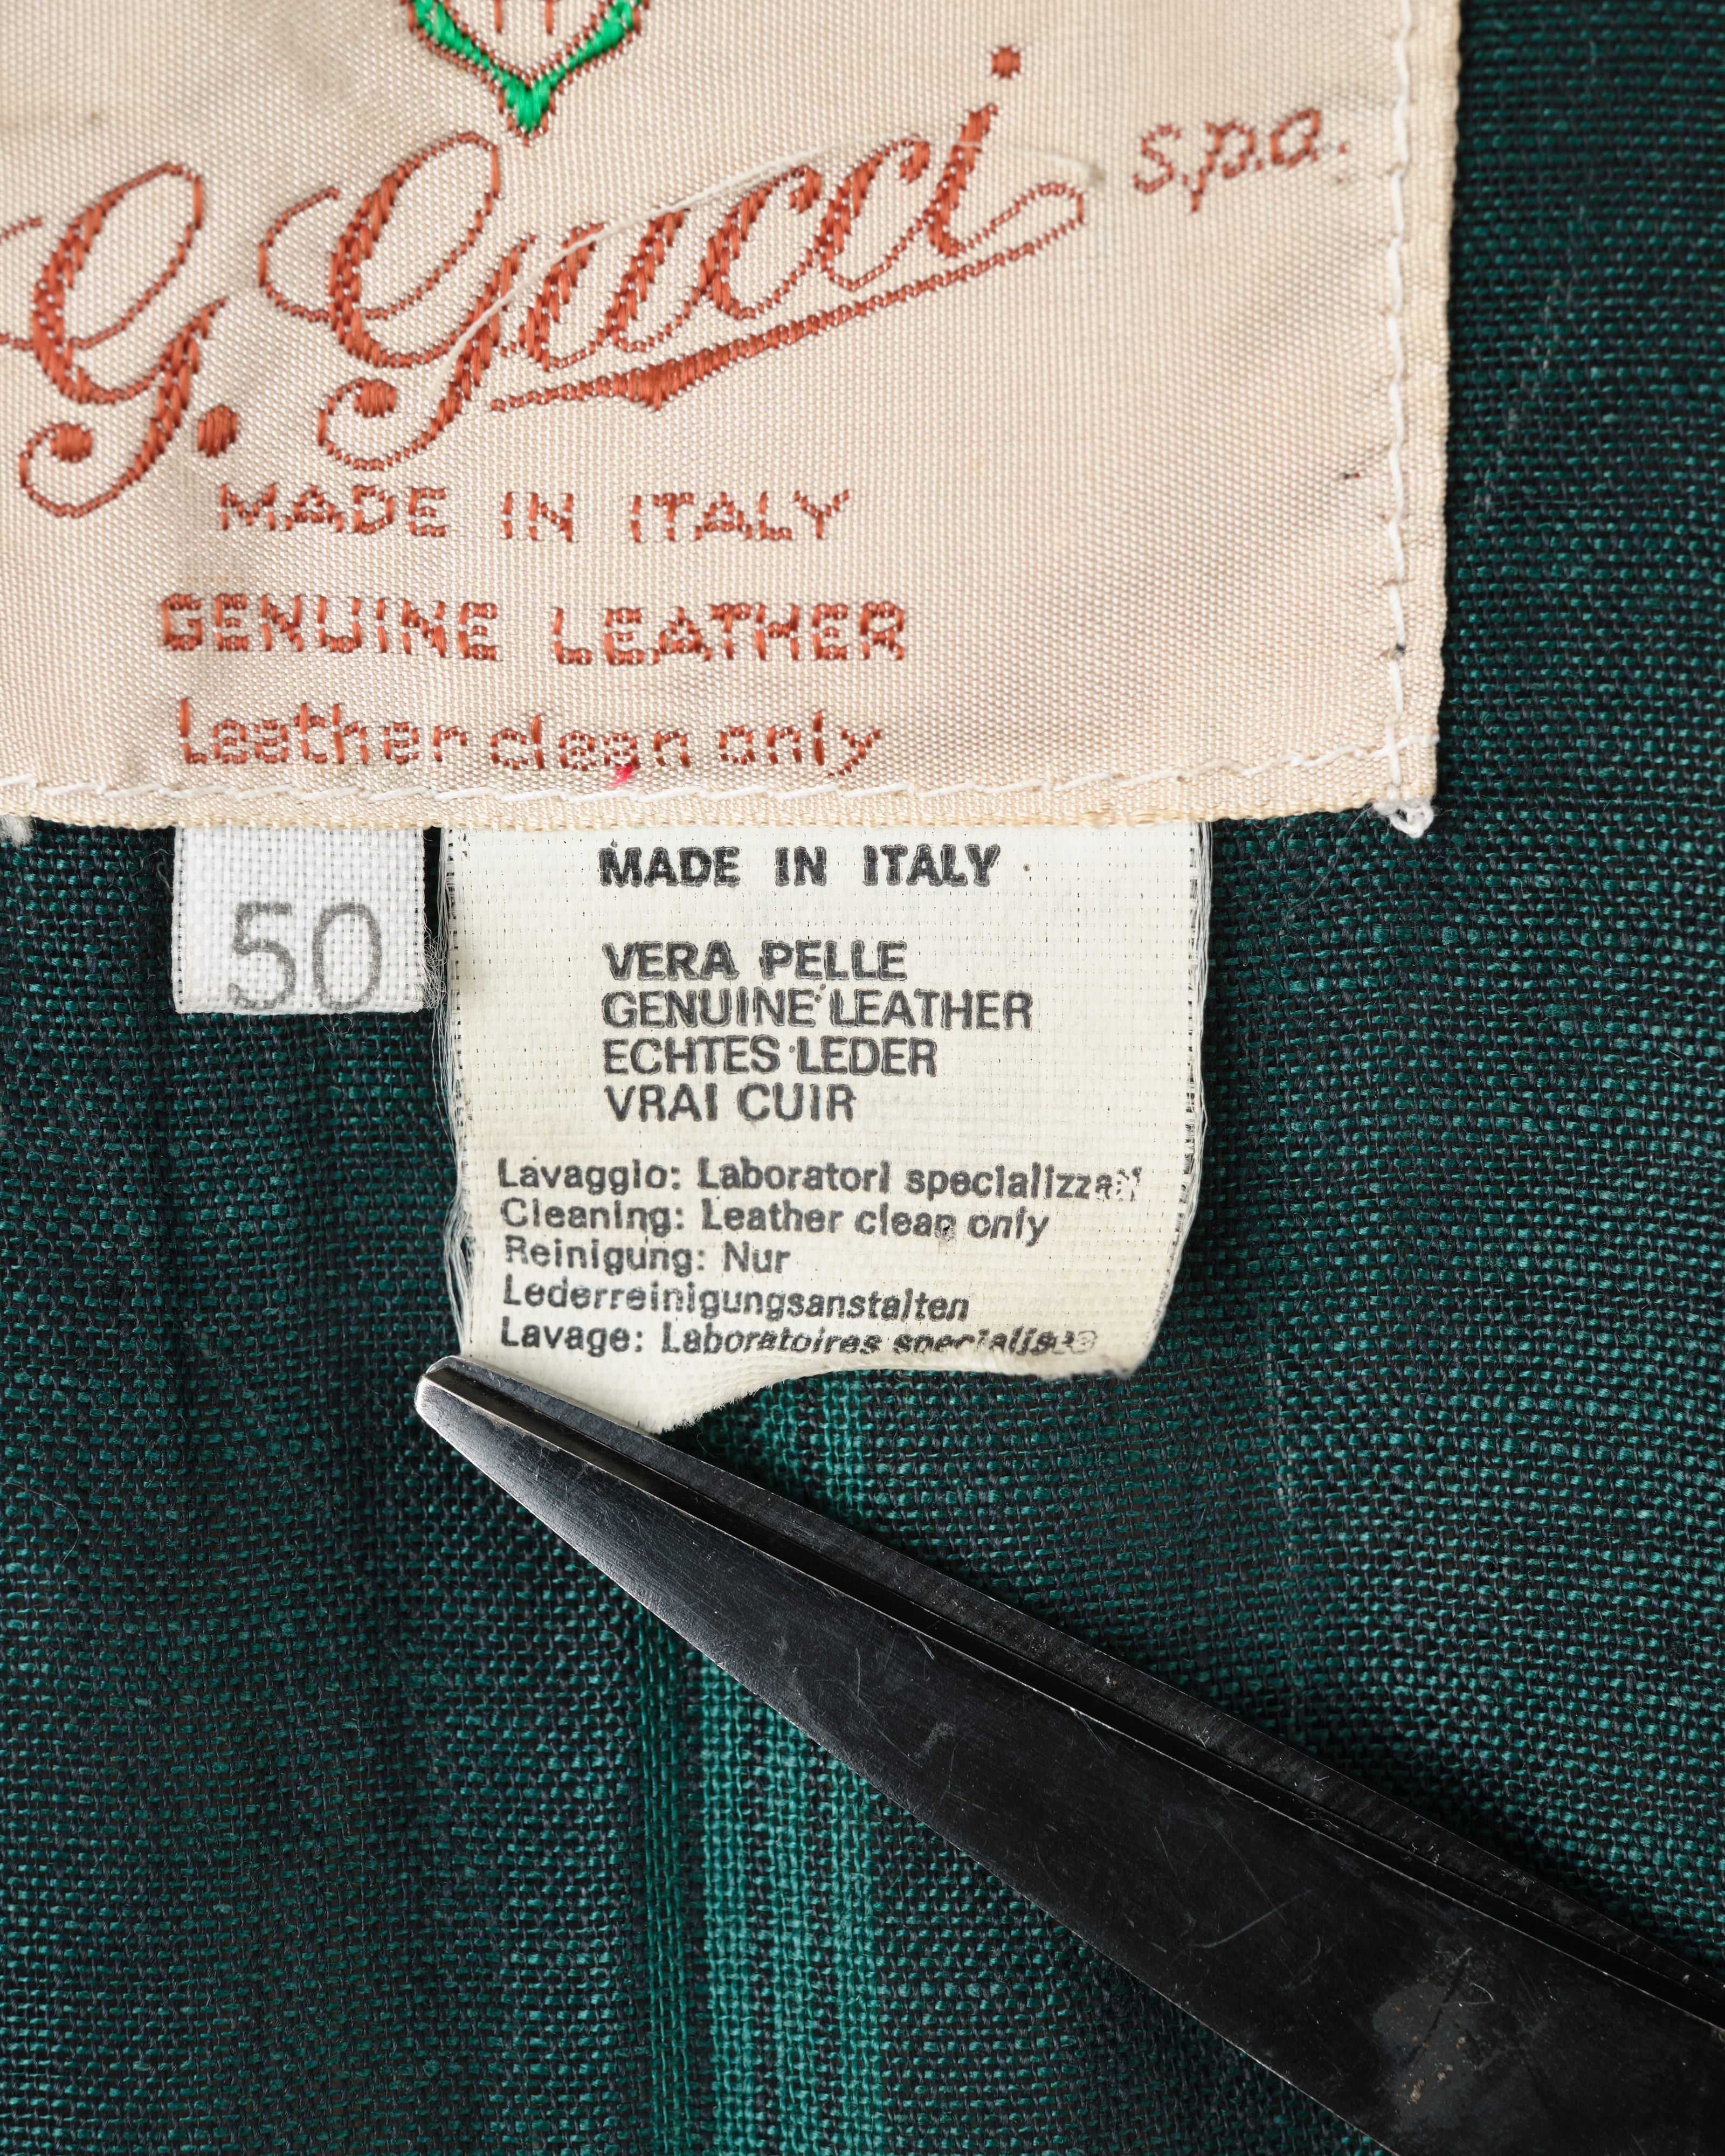 G. Gucci s.p.a.
MADE IN ITALY
GENUINE LEATHER
Leather clean only
50
MADE IN ITALY
VERA PELLE
GENUINE LEATHER
ECHTES LEDER
VRAI CUIR
Lavaggio: Laboratori specializzati
Cleaning: Leather clean only
Reinigung: Nur
Lederreinigungsanstalten
Lavage: Laboratoires